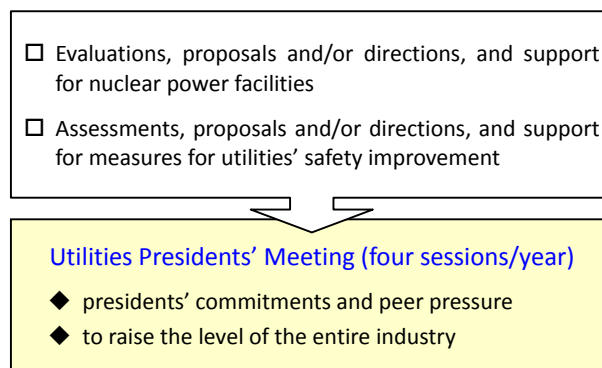 □ Evaluations, proposals and/or directions, and support
for nuclear power facilities
□ Assessments, proposals and/or directions, and support
for measures for utilities’ safety improvement
Utilities Presidents’ Meeting (four sessions/year)
◆ presidents’ commitments and peer pressure
◆ to raise the level of the entire industry